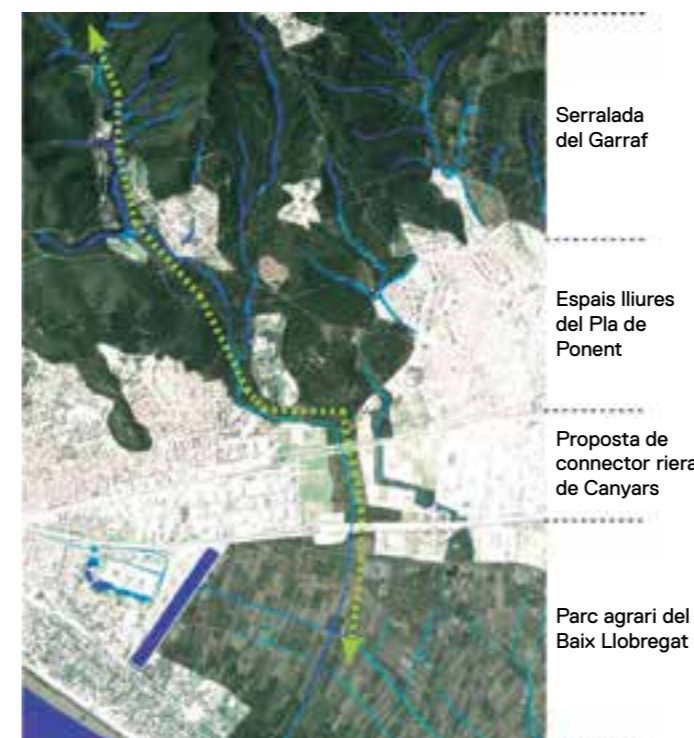 Serralada
del Garraf
Espais lliures
del Pla de
Ponent
Proposta de
connector riera
de Canyars
Parc agrari del
Baix Llobregat